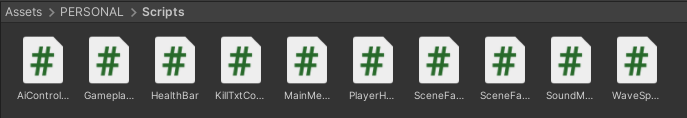 Assets > PERSONAL > Scripts
AiControl... Gamepla... HealthBar KillTxtCo... MainMe... PlayerH... SceneFa... SceneFa... SoundM... WaveSp...